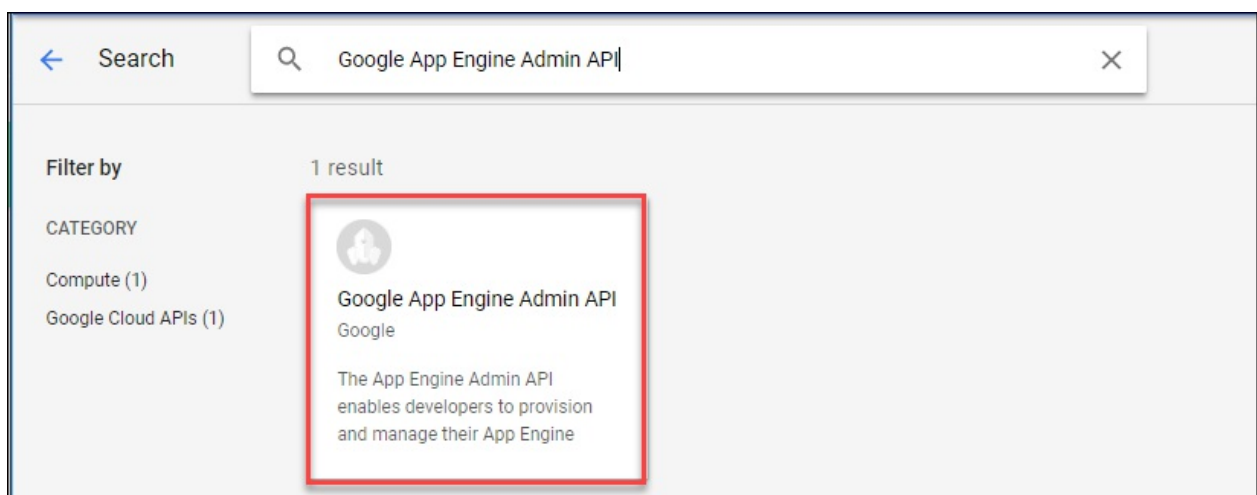 Search
Google App Engine Admin API
Filter by
1 result
CATEGORY
Compute (1)
Google Cloud APIs (1)
Google App Engine Admin API
Google
The App Engine Admin API
enables developers to provision
and manage their App Engine